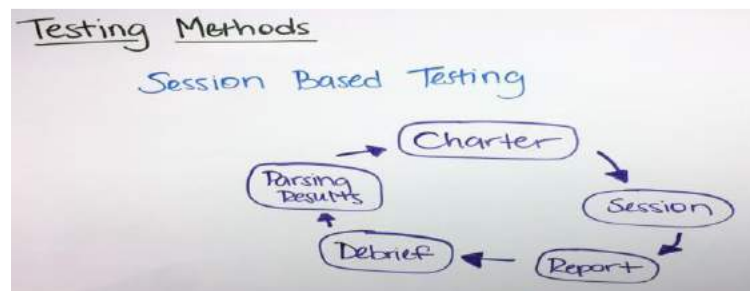 Testing Methods
Session Based Testing
Charter
Session
Report
Debrief
Parsing
Results